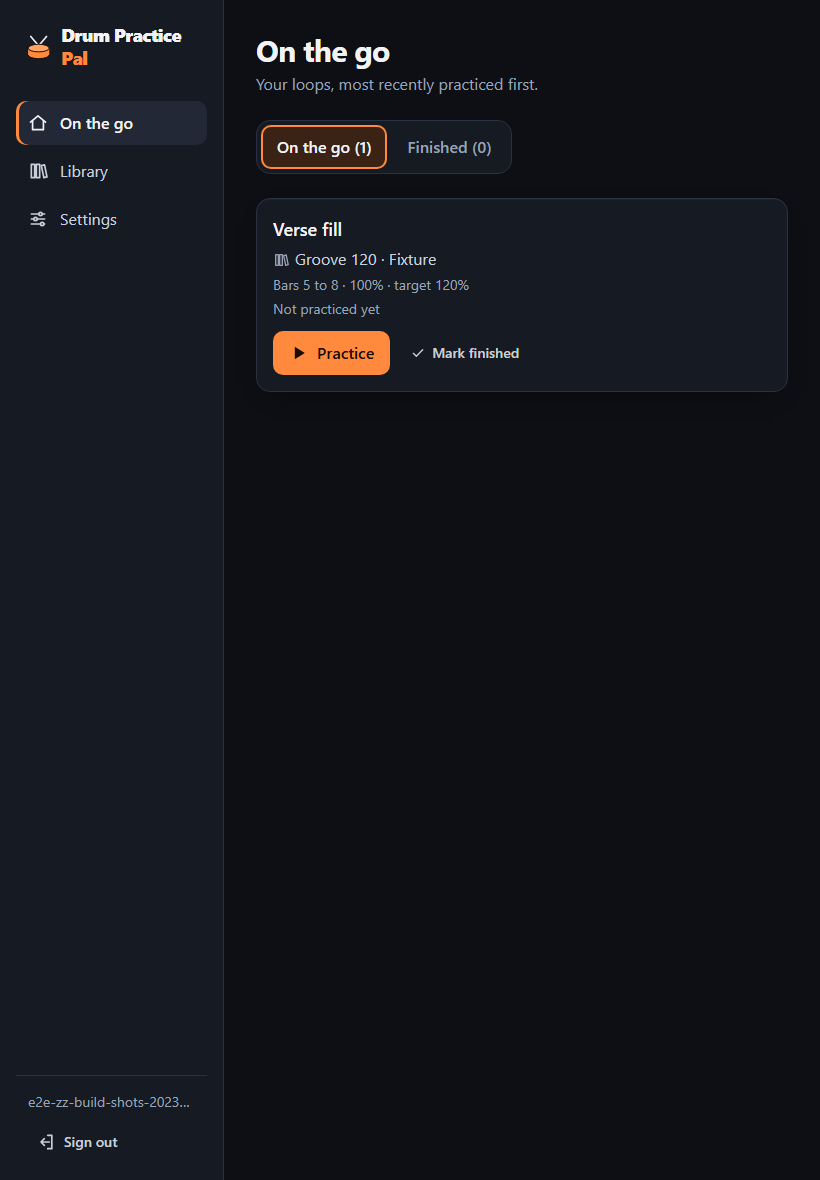 Drum Practice
Pal
On the go
Library
Settings
e2e-zz-build-shots-2023...
Sign out
On the go
Your loops, most recently practiced first.
On the go (1)
Finished (0)
Verse fill
Groove 120 · Fixture
Bars 5 to 8 · 100% · target 120%
Not practiced yet
Practice
Mark finished